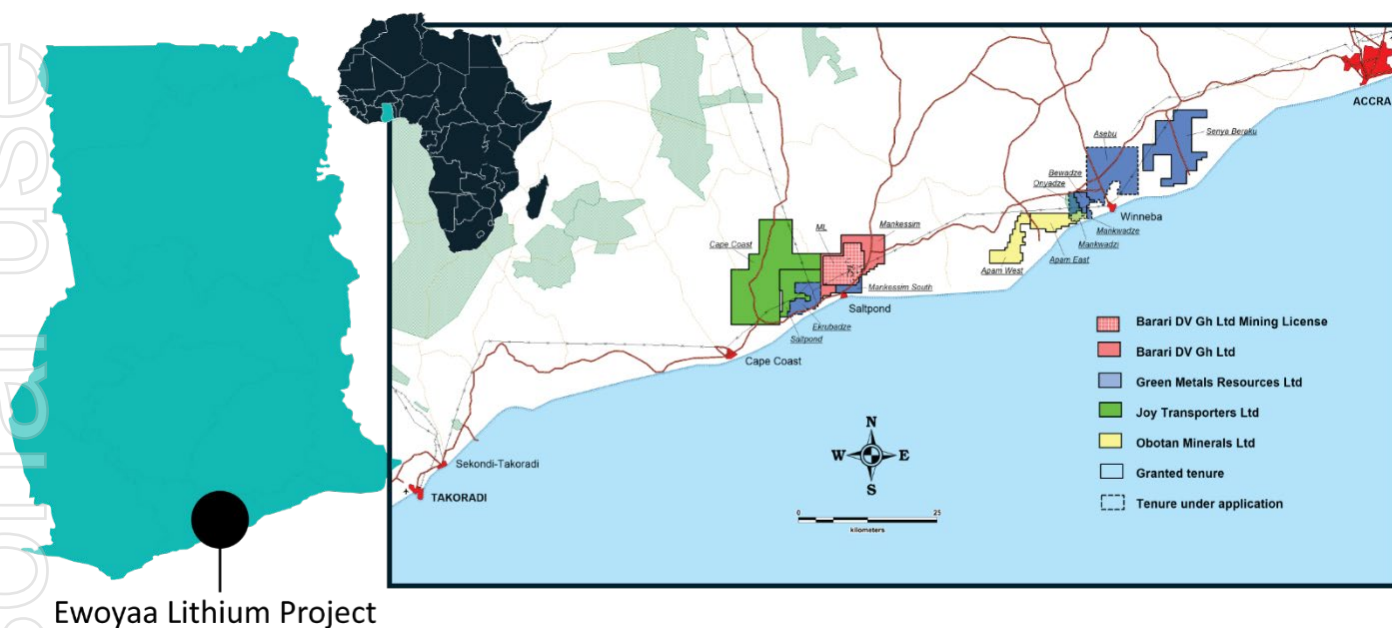 Ewoyaa Lithium Project
ACCRA
Senya Beraku
Asebu
Bewadze
Onyadze
Winneba
Mankwadze
Mankwadzi
Apam East
Apam West
Cape Coast
ML
Mankessim
Mankessim South
Saltpond
Ekrubadze
Saltpond
Cape Coast
Sekondi-Takoradi
TAKORADI
N
W
E
S
0
25
kilometers
Barari DV Gh Ltd Mining License
Barari DV Gh Ltd
Green Metals Resources Ltd
Joy Transporters Ltd
Obotan Minerals Ltd
Granted tenure
Tenure under application